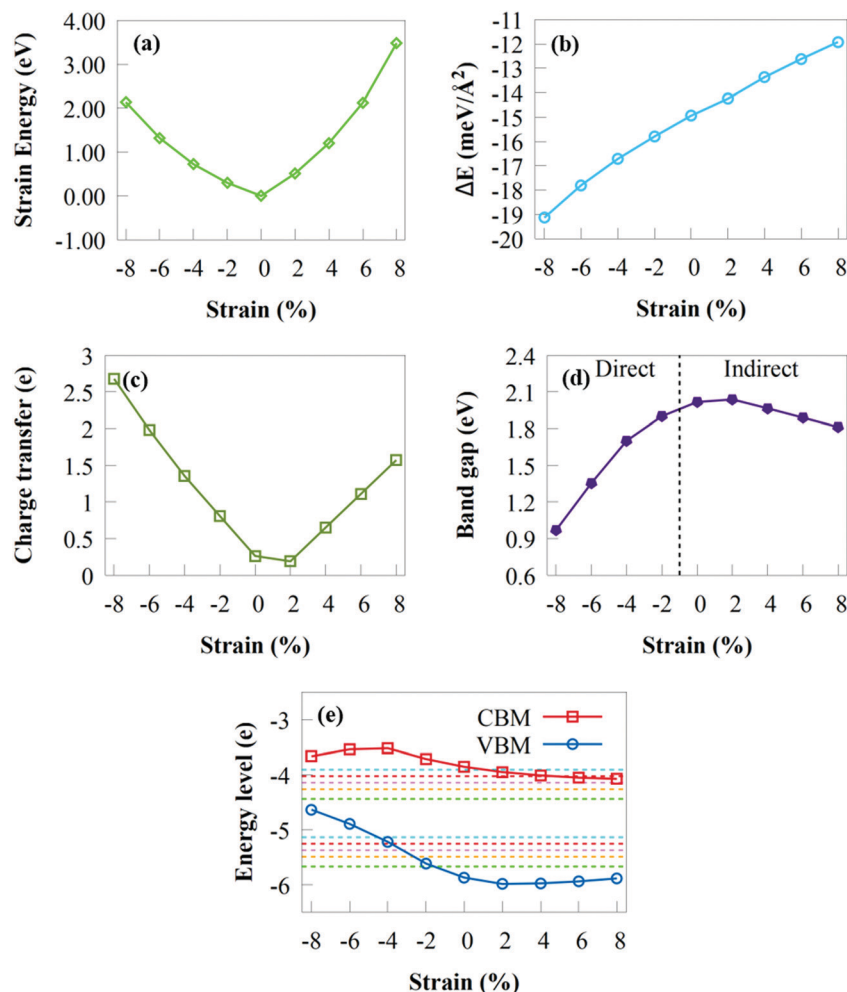 (a)
Strain Energy (eV)
4.00
3.00
2.00
1.00
0.00
-1.00
-8 -6 -4 -2 0 2 4 6 8
Strain (%)
(b)
ΔE (meV/Å²)
-11
-12
-13
-14
-15
-16
-17
-18
-19
-20
-8 -6 -4 -2 0 2 4 6 8
Strain (%)
(c)
Charge transfer (e)
3
2.5
2
1.5
1
0.5
0
-8 -6 -4 -2 0 2 4 6 8
Strain (%)
(d) Direct Indirect
Band gap (eV)
2.4
2.1
1.8
1.5
1.2
0.9
0.6
-8 -6 -4 -2 0 2 4 6 8
Strain (%)
(e)
CBM
VBM
Energy level (e)
-3
-4
-5
-6
-8 -6 -4 -2 0 2 4 6 8
Strain (%)